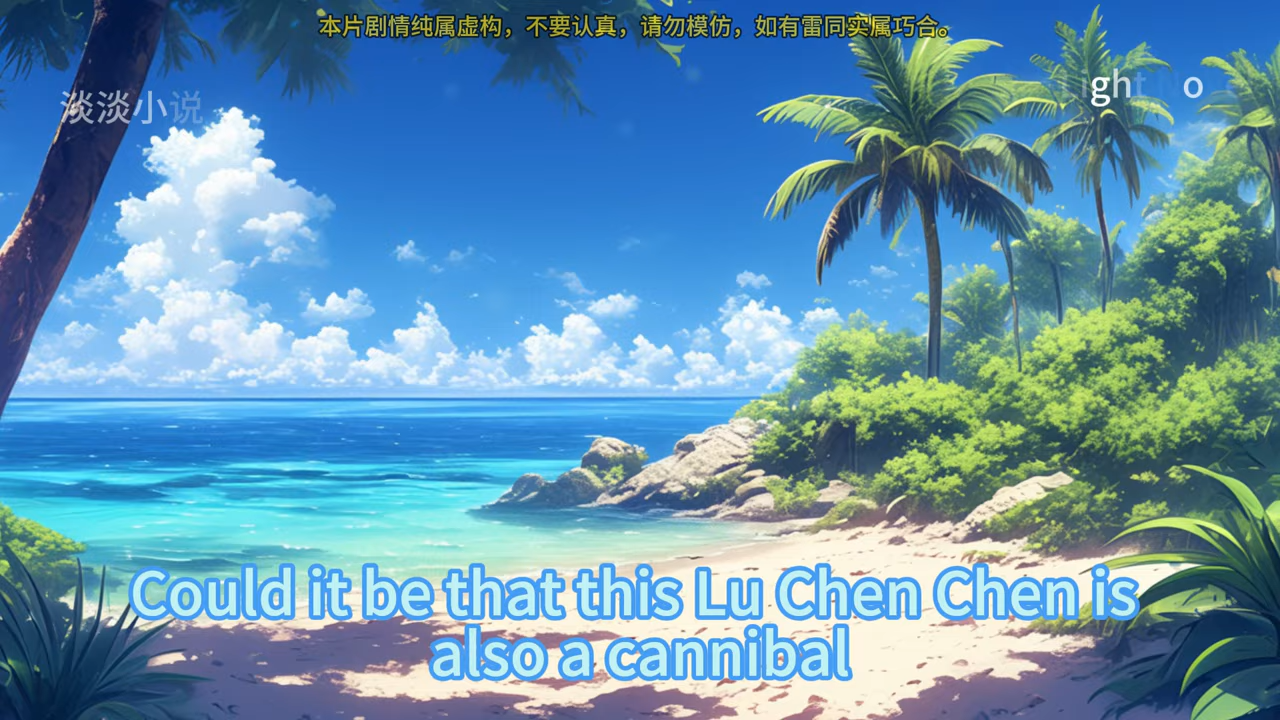 本片剧情纯属虚构，不要认真，请勿模仿，如有雷同实属巧合。
淡淡小说
Could it be that this Lu Chen Chen is
also a cannibal